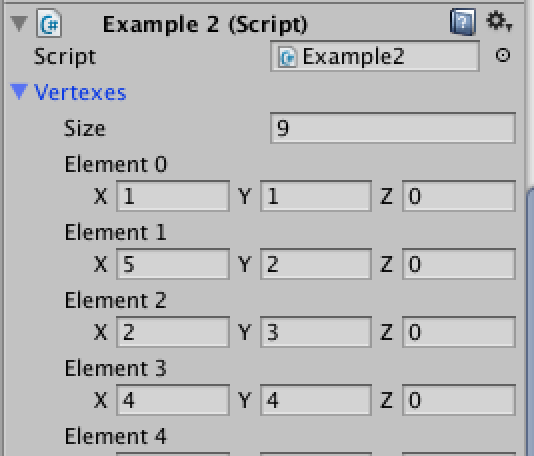 Example 2 (Script)
Script Example2
Vertexes
Size 9
Element 0
X 1 Y 1 Z 0
Element 1
X 5 Y 2 Z 0
Element 2
X 2 Y 3 Z 0
Element 3
X 4 Y 4 Z 0
Element 4